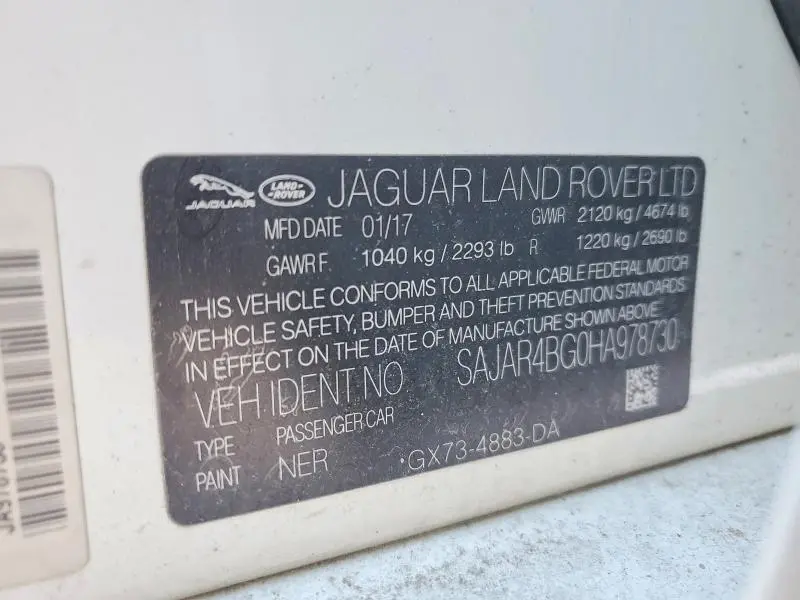 JAGUAR
LAND-ROVER
JAGUAR LAND ROVER LTD
MFD DATE 01/17 GVWR 2120 kg / 4674 lb
GAWR F 1040 kg / 2293 lb R 1220 kg / 2690 lb
THIS VEHICLE CONFORMS TO ALL APPLICABLE FEDERAL MOTOR
VEHICLE SAFETY, BUMPER AND THEFT PREVENTION STANDARDS
IN EFFECT ON THE DATE OF MANUFACTURE SHOWN ABOVE.
VEH IDENT NO SAJAR4BG0HA978730
TYPE PASSENGER CAR
PAINT NER GX73-4883-DA